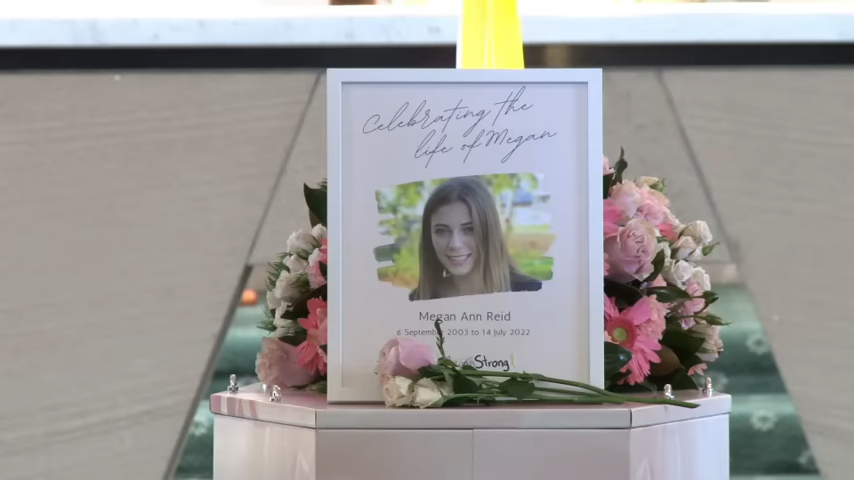 Celebrating the
life of Megan
Megan Ann Reid
6 September 2003 to 14 July 2022
Strong